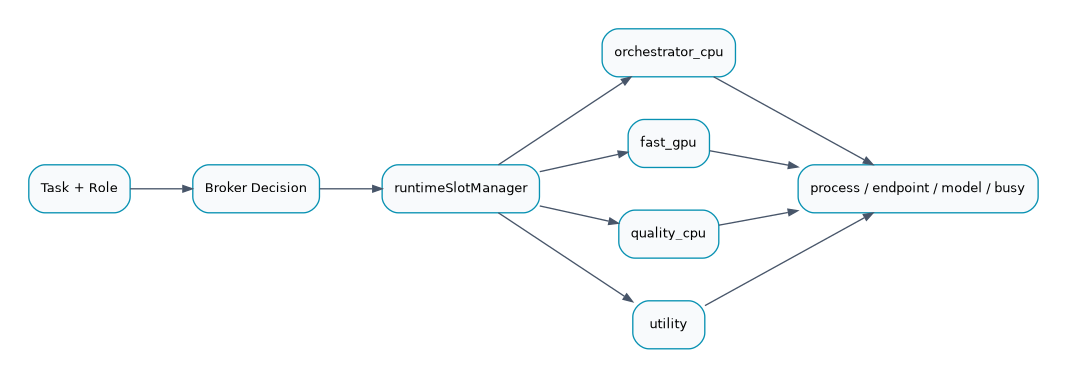 Task + Role
Broker Decision
runtimeSlotManager
orchestrator_cpu
fast_gpu
quality_cpu
utility
process / endpoint / model / busy